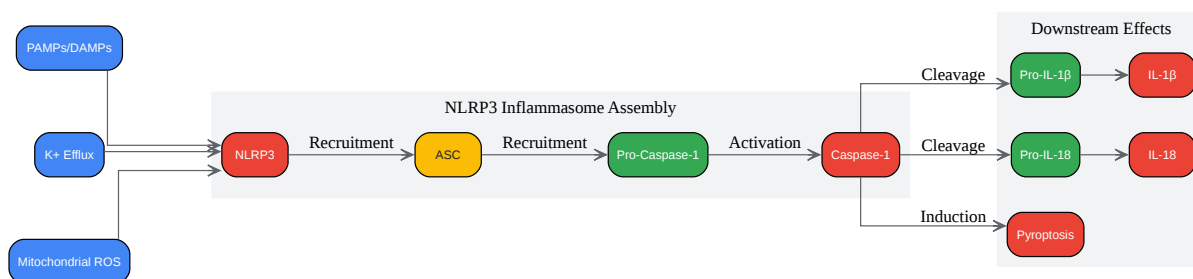 Downstream Effects
PAMPs/DAMPs
Cleavage
Pro-IL-1β
IL-1β
NLRP3 Inflammasome Assembly
K+ Efflux
NLRP3
Recruitment
ASC
Recruitment
Pro-Caspase-1
Activation
Caspase-1
Cleavage
Pro-IL-18
IL-18
Induction
Pyroptosis
Mitochondrial ROS